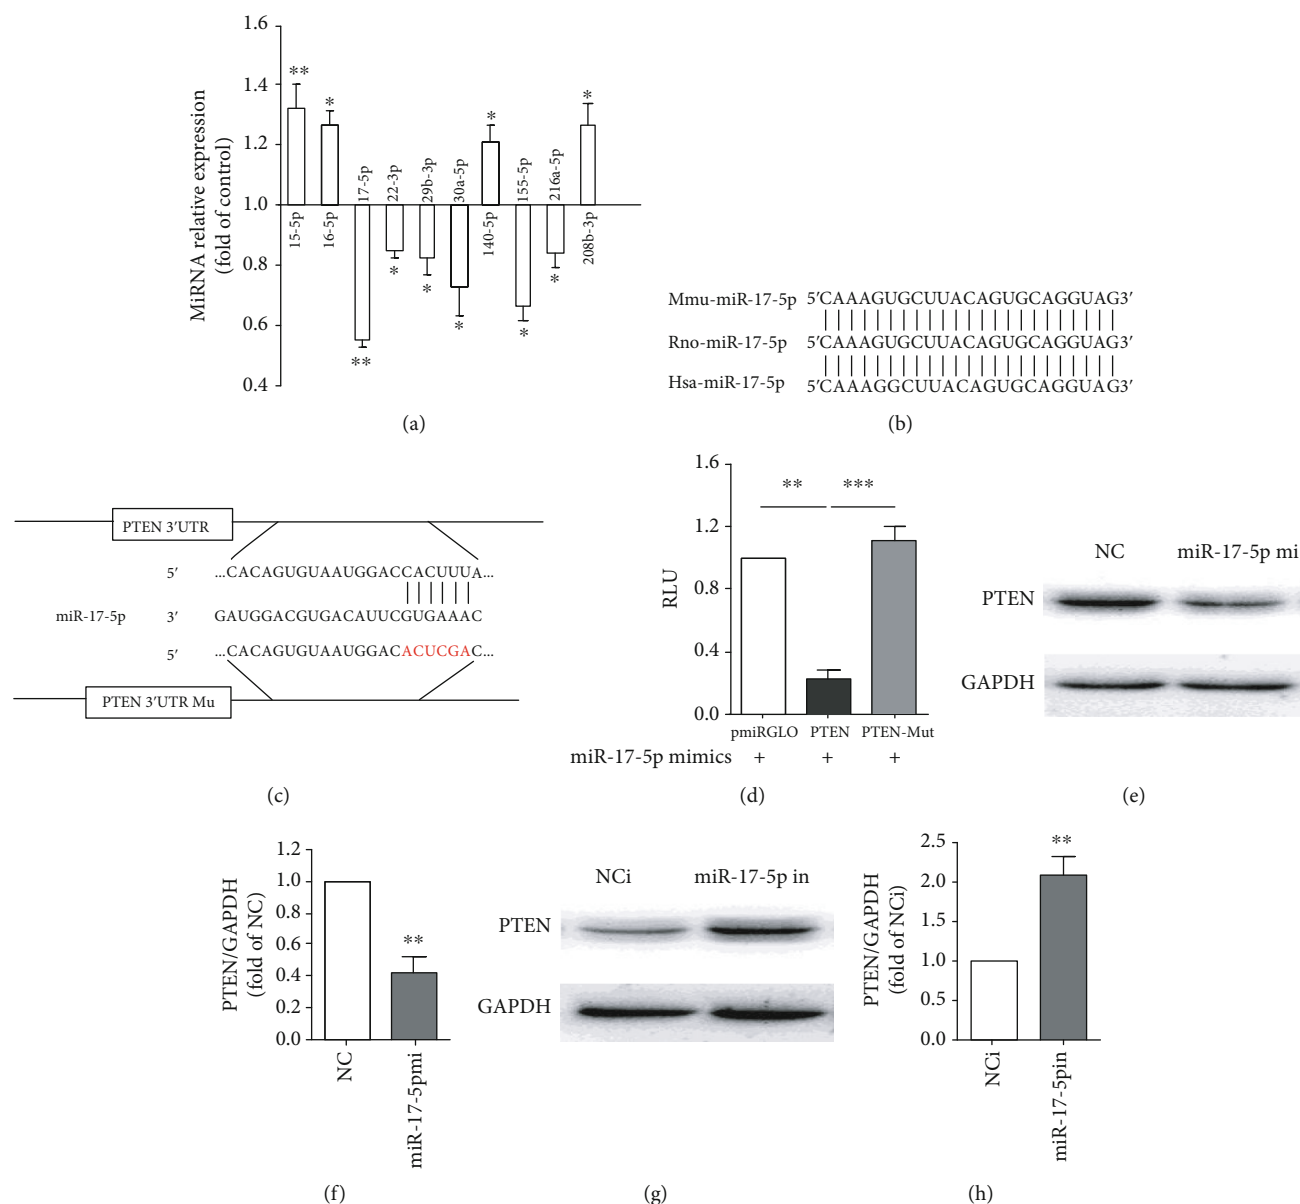 MiRNA relative expression
(fold of control)
1.6
1.4
1.2
1.0
0.8
0.6
0.4
**
*
*
*
*
*
*
*
*
**
15-5p
16-5p
17-5p
22-3p
29b-3p
30a-5p
140-5p
155-5p
216a-5p
208b-3p
(a)
Mmu-miR-17-5p 5′CAAAGUGCUUACAGUGCAGGUAG3′
Rno-miR-17-5p 5′CAAAGUGCUUACAGUGCAGGUAG3′
Hsa-miR-17-5p 5′CAAAGGCUUACAGUGCAGGUAG3′
(b)
PTEN 3′UTR
5′ ...CACAGUGUAAUGGACCACUUUA...
miR-17-5p 3′ GAUGGACGUGACAUUCGUGAAAC
5′ ...CACAGUGUAAUGGACACUCGAC...
PTEN 3′UTR Mu
(c)
RLU
1.6
1.2
0.8
0.4
0.0
** ***
pmiRGLO PTEN PTEN-Mut
miR-17-5p mimics + + +
(d)
NC miR-17-5p mi
PTEN
GAPDH
(e)
PTEN/GAPDH
(fold of NC)
1.2
1.0
0.8
0.6
0.4
0.0
**
NC
miR-17-5pmi
(f)
NCi miR-17-5p in
PTEN
GAPDH
(g)
PTEN/GAPDH
(fold of NCi)
2.5
2.0
1.5
1.0
0.5
0.0
**
NCi
miR-17-5pin
(h)